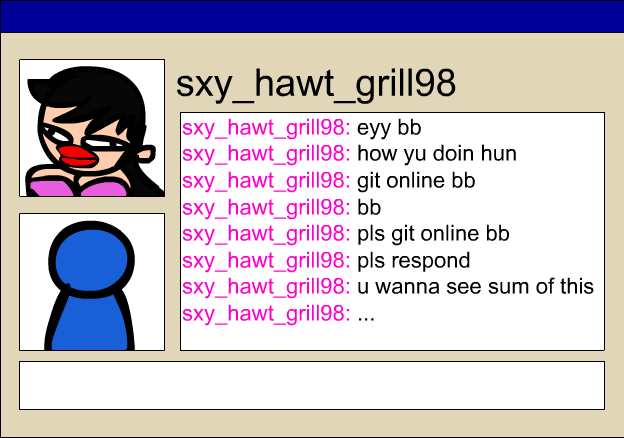 sxy_hawt_grill98
sxy_hawt_grill98: eyy bb
sxy_hawt_grill98: how yu doin hun
sxy_hawt_grill98: git online bb
sxy_hawt_grill98: bb
sxy_hawt_grill98: pls git online bb
sxy_hawt_grill98: pls respond
sxy_hawt_grill98: u wanna see sum of this
sxy_hawt_grill98: ...